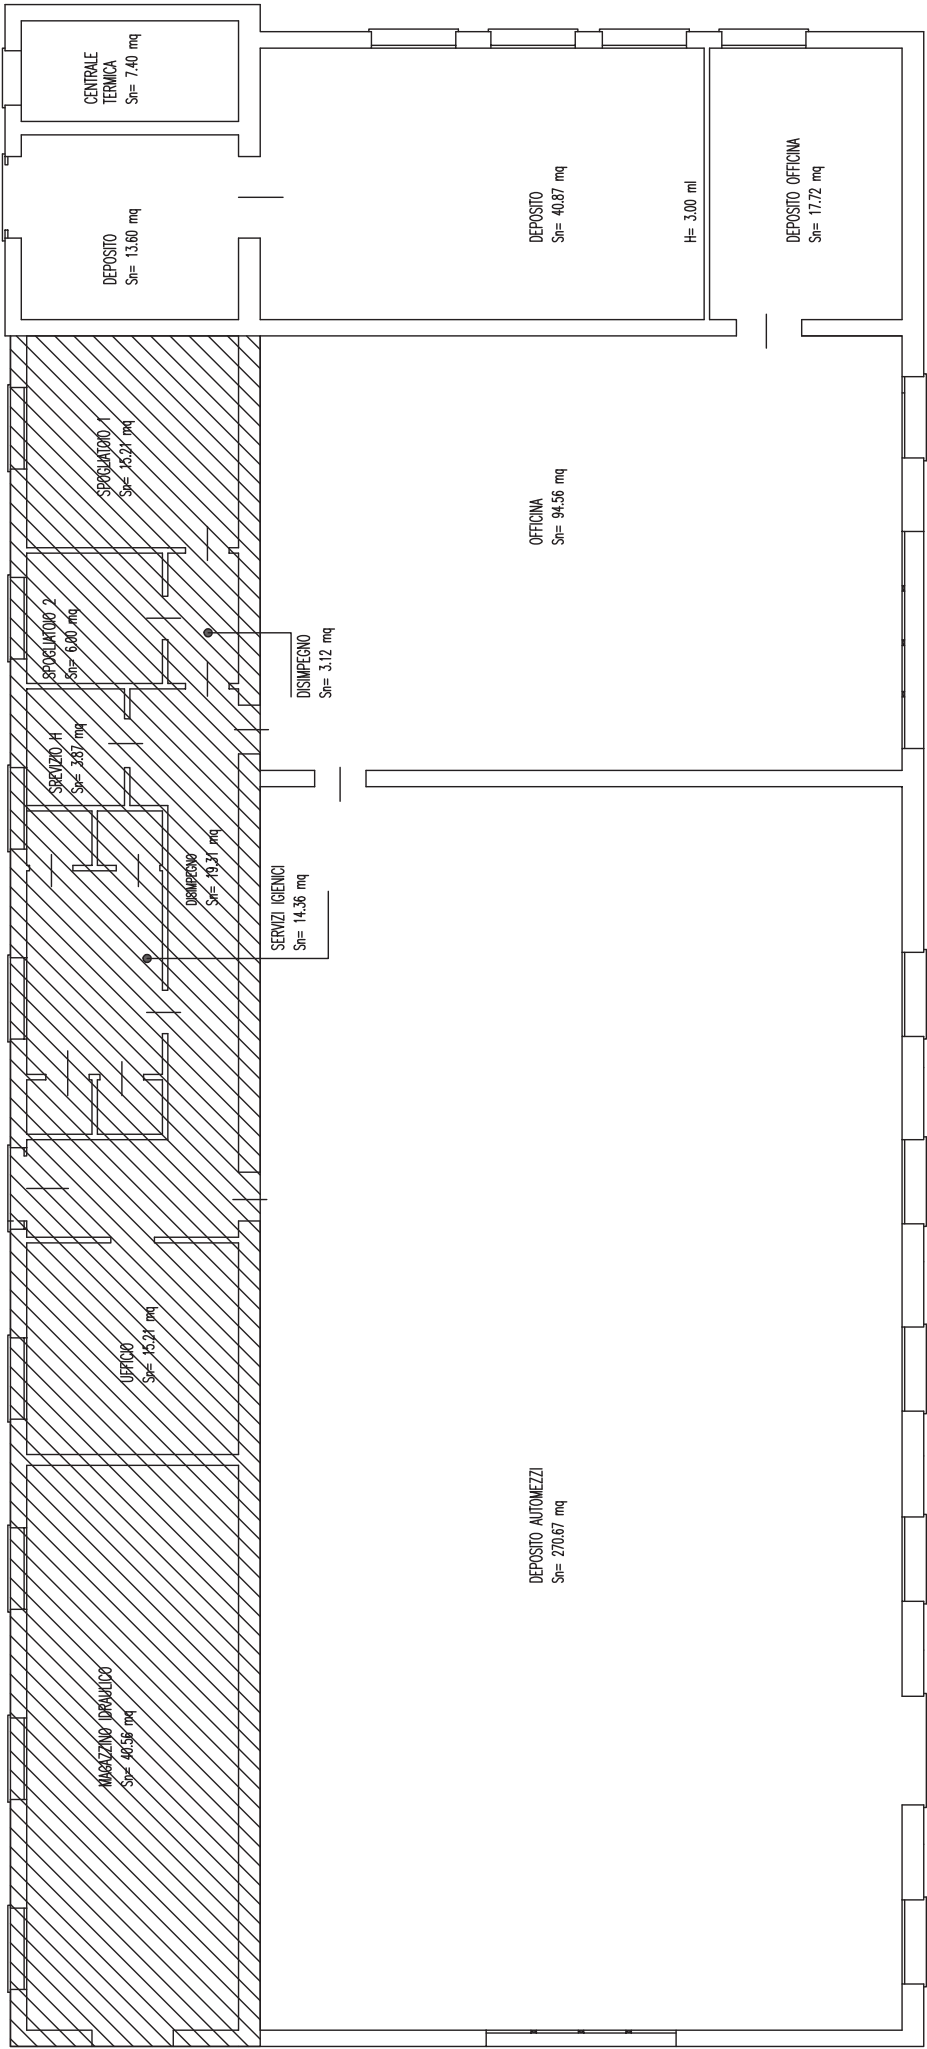 CENTRALE
TERMICA
Sn= 7.40 mq
DEPOSITO
Sn= 13.60 mq
DEPOSITO
Sn= 40.87 mq
H= 3.00 ml
DEPOSITO OFFICINA
Sn= 17.72 mq
SPOGLIATOIO 1
Sn= 15.21 mq
OFFICINA
Sn= 94.56 mq
SPOGLIATOIO 2
Sn= 6.00 mq
DISIMPEGNO
Sn= 3.12 mq
SREVIZIO H
Sn= 3.87 mq
DISIMPEGNO
Sn= 19.31 mq
SERVIZI IGIENICI
Sn= 14.36 mq
UFFICIO
Sn= 15.21 mq
DEPOSITO AUTOMEZZI
Sn= 270.67 mq
MAGAZZINO IDRAULICO
Sn= 40.56 mq